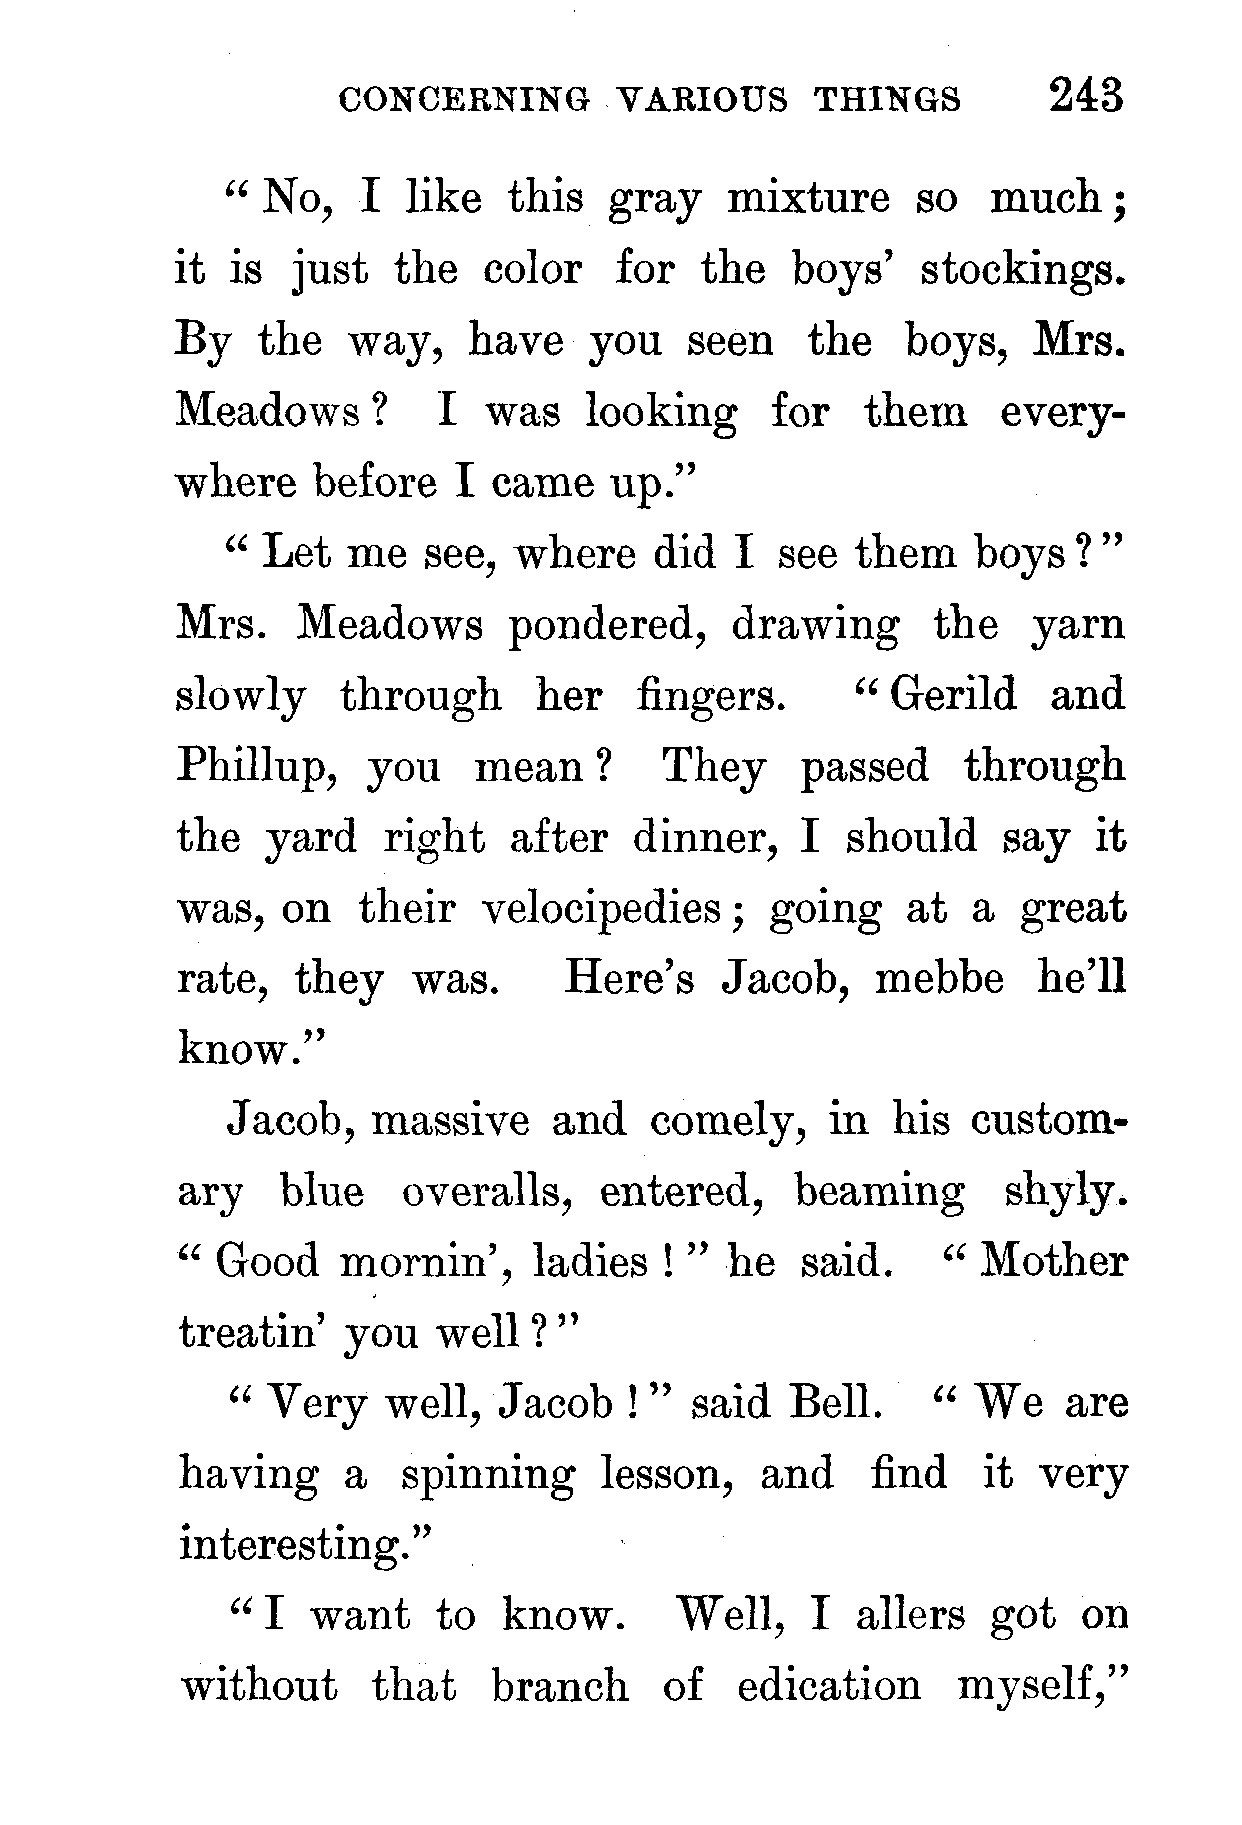 CONCERNING VARIOUS THINGS 243
“ No, I like this gray mixture so much ;
it is just the color for the boys’ stockings.
By the way, have you seen the boys, Mrs.
Meadows ? I was looking for them every-
where before I came up.”
“ Let me see, where did I see them boys ? ”
Mrs. Meadows pondered, drawing the yarn
slowly through her fingers. “ Gerild and
Phillup, you mean ? They passed through
the yard right after dinner, I should say it
was, on their velocipedies ; going at a great
rate, they was. Here’s Jacob, mebbe he’ll
know.”
Jacob, massive and comely, in his custom-
ary blue overalls, entered, beaming shyly.
“ Good mornin’, ladies ! ” he said. “ Mother
treatin’ you well ? ”
“ Very well, Jacob ! ” said Bell. “ We are
having a spinning lesson, and find it very
interesting.”
“ I want to know. Well, I allers got on
without that branch of edication myself,”